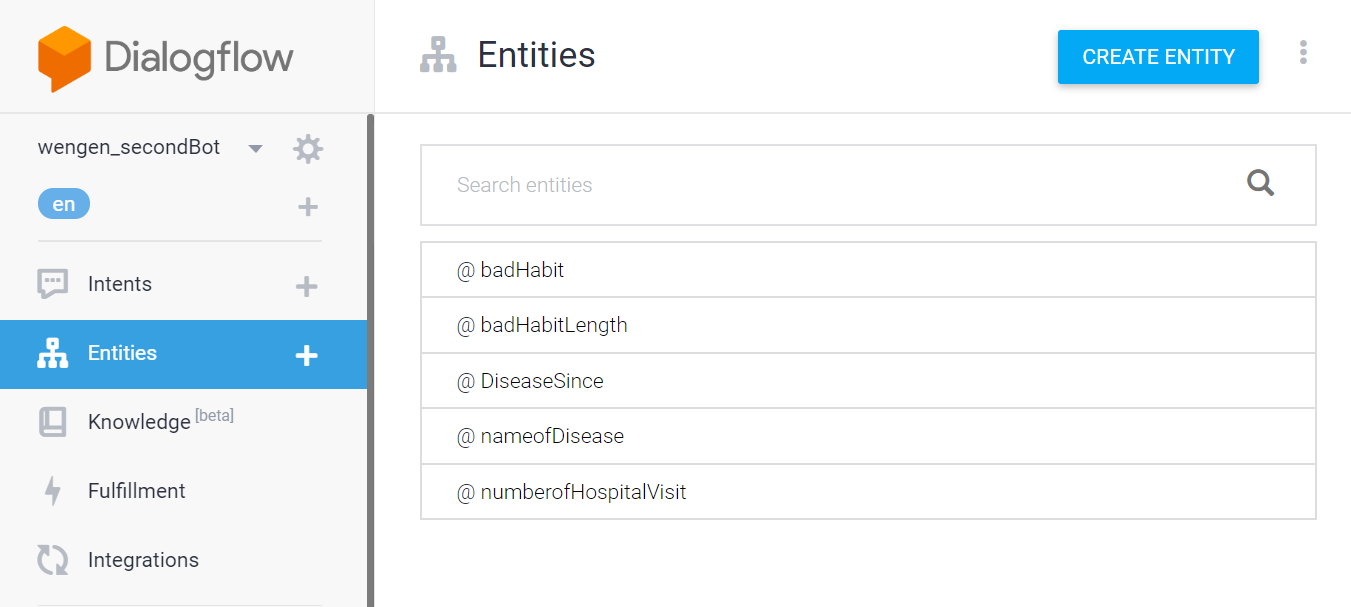 Dialogflow
Entities
CREATE ENTITY
wengen_secondBot
en
Search entities
Intents
Entities
Knowledge [beta]
Fulfillment
Integrations
@ badHabit
@ badHabitLength
@ DiseaseSince
@ nameofDisease
@ numberofHospitalVisit